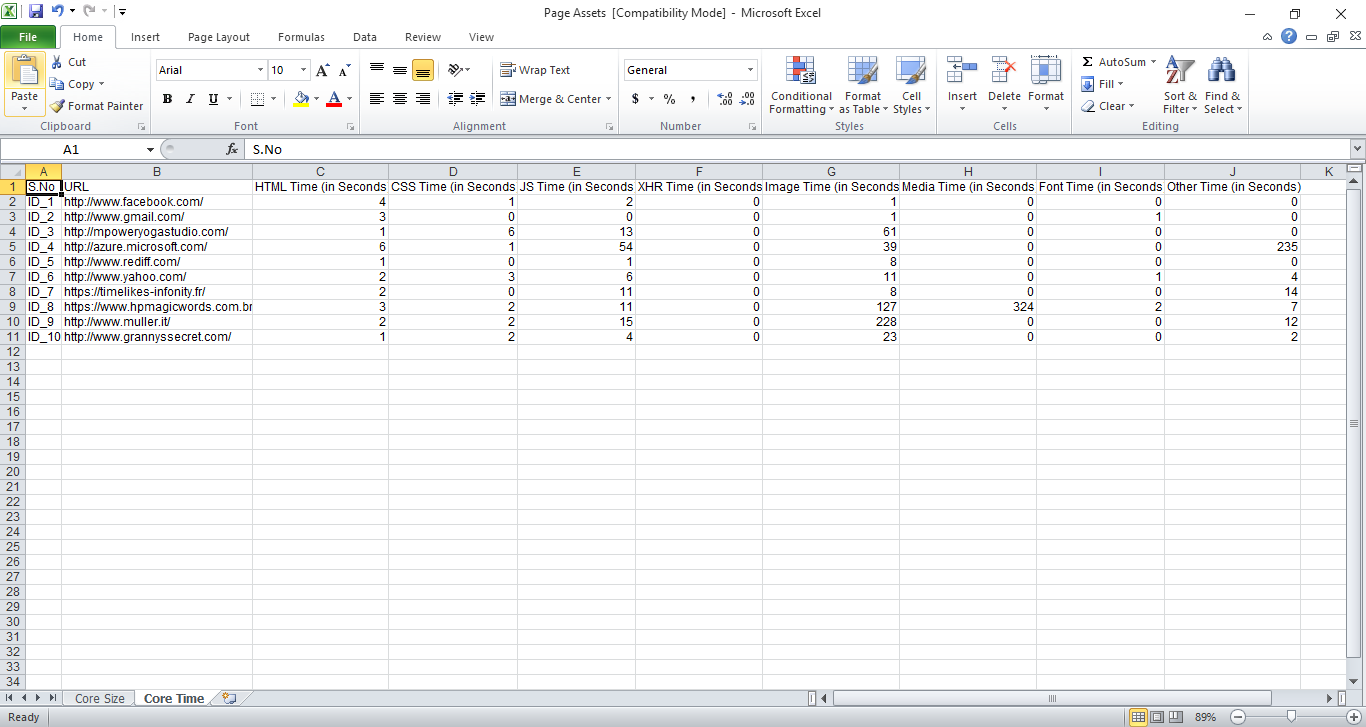 Page Assets [Compatibility Mode] - Microsoft Excel
File Home Insert Page Layout Formulas Data Review View
Paste Cut Copy Format Painter Clipboard
Arial 10 B I U Font
Wrap Text Merge & Center Alignment
General $ % , Number
Conditional Formatting Format as Table Cell Styles Styles
Insert Delete Format Cells
AutoSum Fill Clear Sort & Filter Find & Select Editing
A1 fx S.No
A B C D E F G H I J K
1 S.No URL HTML Time (in Seconds CSS Time (in Seconds JS Time (in Seconds XHR Time (in Seconds Image Time (in Seconds Media Time (in Seconds Font Time (in Seconds Other Time (in Seconds)
2 ID_1 http://www.facebook.com/ 4 1 2 0 1 0 0 0
3 ID_2 http://www.gmail.com/ 3 0 0 0 1 0 1 0
4 ID_3 http://mpoweryogastudio.com/ 1 6 13 0 61 0 0 0
5 ID_4 http://azure.microsoft.com/ 6 1 54 0 39 0 0 235
6 ID_5 http://www.rediff.com/ 1 0 1 0 8 0 0 0
7 ID_6 http://www.yahoo.com/ 2 3 6 0 11 0 1 4
8 ID_7 https://timelikes-infonity.fr/ 2 0 11 0 8 0 0 14
9 ID_8 https://www.hpmagicwords.com.br 3 2 11 0 127 324 2 7
10 ID_9 http://www.muller.it/ 2 2 15 0 228 0 0 12
11 ID_10 http://www.grannyssecret.com/ 1 2 4 0 23 0 0 2
12
13
14
15
16
17
18
19
20
21
22
23
24
25
26
27
28
29
30
31
32
33
34
Core Size Core Time
Ready 89%